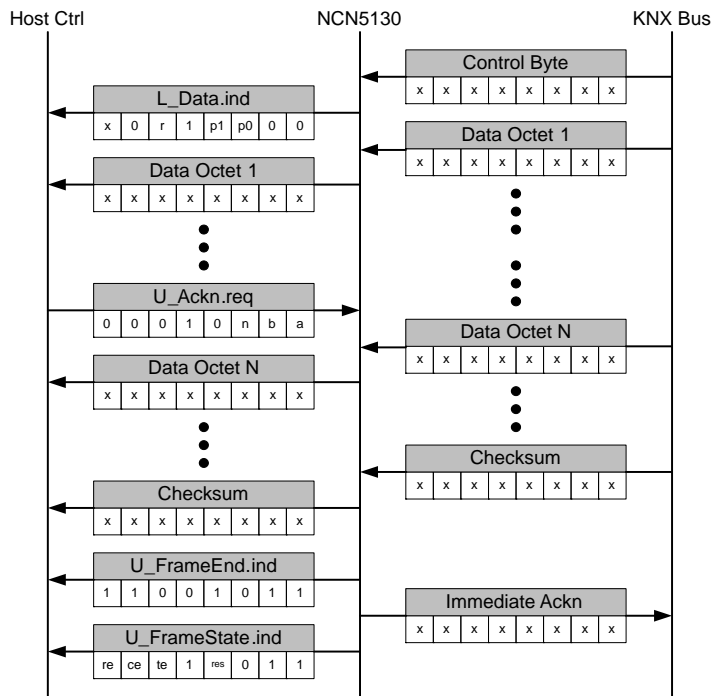 Host Ctrl NCN5130 KNX Bus
Control Byte
x x x x x x x x
L_Data.ind
x 0 r 1 p1 p0 0 0
Data Octet 1
x x x x x x x x
Data Octet 1
x x x x x x x x
U_Ackn.req
0 0 0 1 0 n b a
Data Octet N
x x x x x x x x
Data Octet N
x x x x x x x x
Checksum
x x x x x x x x
Checksum
x x x x x x x x
U_FrameEnd.ind
1 1 0 0 1 0 1 1
Immediate Ackn
x x x x x x x x
U_FrameState.ind
re ce te 1 res 0 1 1